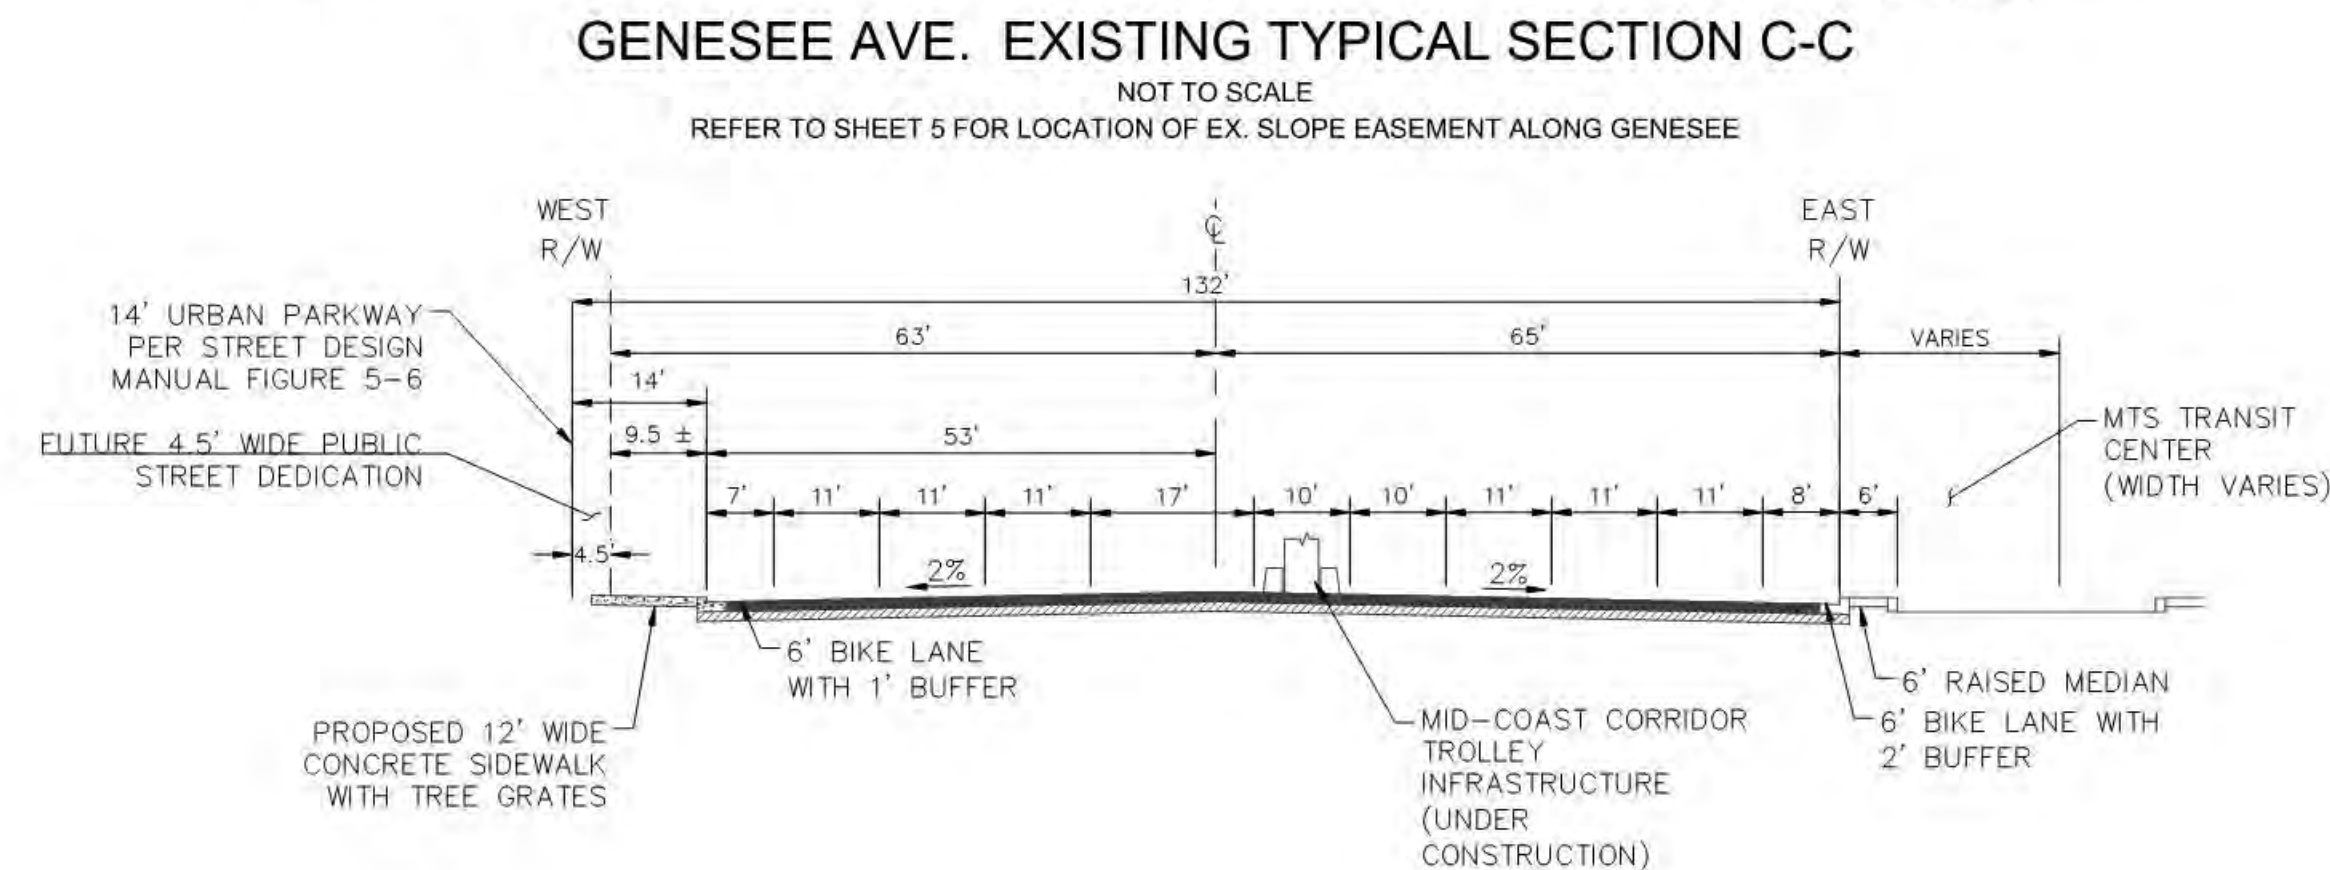 GENESEE AVE. EXISTING TYPICAL SECTION C-C
NOT TO SCALE
REFER TO SHEET 5 FOR LOCATION OF EX. SLOPE EASEMENT ALONG GENESEE
WEST
R/W
℄
EAST
R/W
132'
63'
65'
VARIES
14' URBAN PARKWAY
PER STREET DESIGN
MANUAL FIGURE 5-6
14'
9.5 ±
53'
FUTURE 4.5' WIDE PUBLIC
STREET DEDICATION
MTS TRANSIT
CENTER
(WIDTH VARIES)
7'
11'
11'
11'
17'
10'
10'
11'
11'
11'
8'
6'
4.5'
2%
2%
6' BIKE LANE
WITH 1' BUFFER
PROPOSED 12' WIDE
CONCRETE SIDEWALK
WITH TREE GRATES
MID-COAST CORRIDOR
TROLLEY
INFRASTRUCTURE
(UNDER
CONSTRUCTION)
6' RAISED MEDIAN
6' BIKE LANE WITH
2' BUFFER